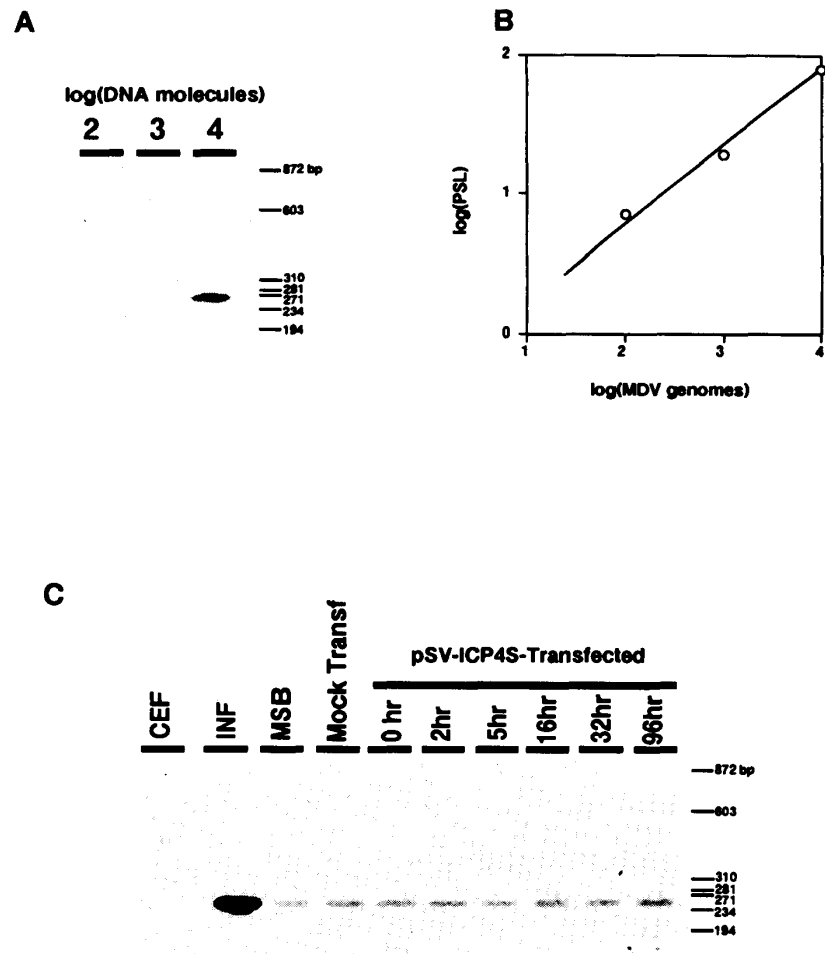 A
log(DNA molecules)
2 3 4
872 bp
603
310
281
271
234
194
B
2
1
0
log(PSL)
1 2 3 4
log(MDV genomes)
C
CEF
INF
MSB
Mock Transf
pSV-ICP4S-Transfected
0 hr
2hr
5hr
16hr
32hr
96hr
872 bp
603
310
281
271
234
194